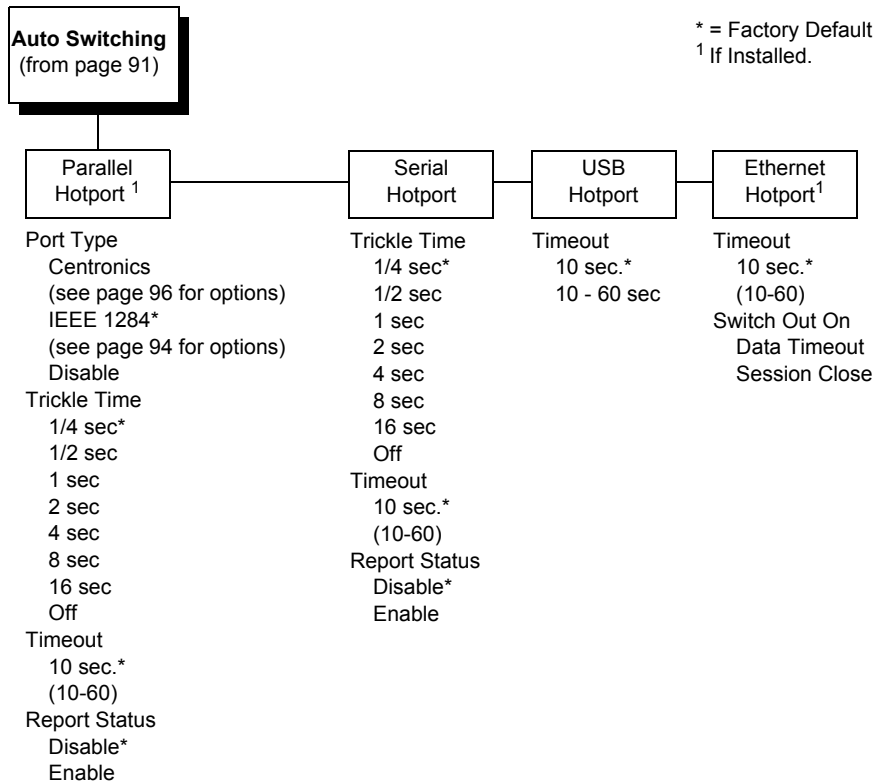 Auto Switching
(from page 91)
* = Factory Default
1 If Installed.
Parallel
Hotport 1
Port Type
Centronics
(see page 96 for options)
IEEE 1284*
(see page 94 for options)
Disable
Trickle Time
1/4 sec*
1/2 sec
1 sec
2 sec
4 sec
8 sec
16 sec
Off
Timeout
10 sec.*
(10-60)
Report Status
Disable*
Enable
Serial
Hotport
Trickle Time
1/4 sec*
1/2 sec
1 sec
2 sec
4 sec
8 sec
16 sec
Off
Timeout
10 sec.*
(10-60)
Report Status
Disable*
Enable
USB
Hotport
Timeout
10 sec.*
10 - 60 sec
Ethernet
Hotport1
Timeout
10 sec.*
(10-60)
Switch Out On
Data Timeout
Session Close